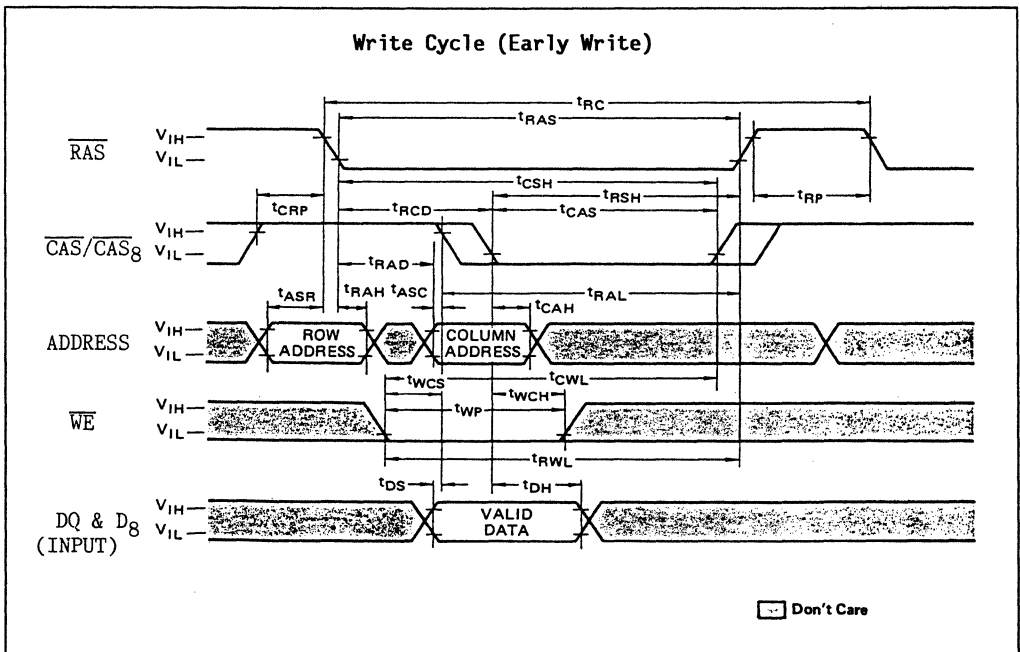 Write Cycle (Early Write)
tRC
tRAS
RAS
VIH
VIL
tCSH
tRSH
tRP
tCRP
tRCD
tCAS
CAS/CAS8
VIH
VIL
tRAD
tASR
tRAH
tASC
tRAL
tCAH
ADDRESS
VIH
VIL
ROW ADDRESS
COLUMN ADDRESS
tWCS
tCWL
tWCH
tWP
WE
VIH
VIL
tRWL
tDS
tDH
DQ & D8
(INPUT)
VIH
VIL
VALID DATA
Don't Care